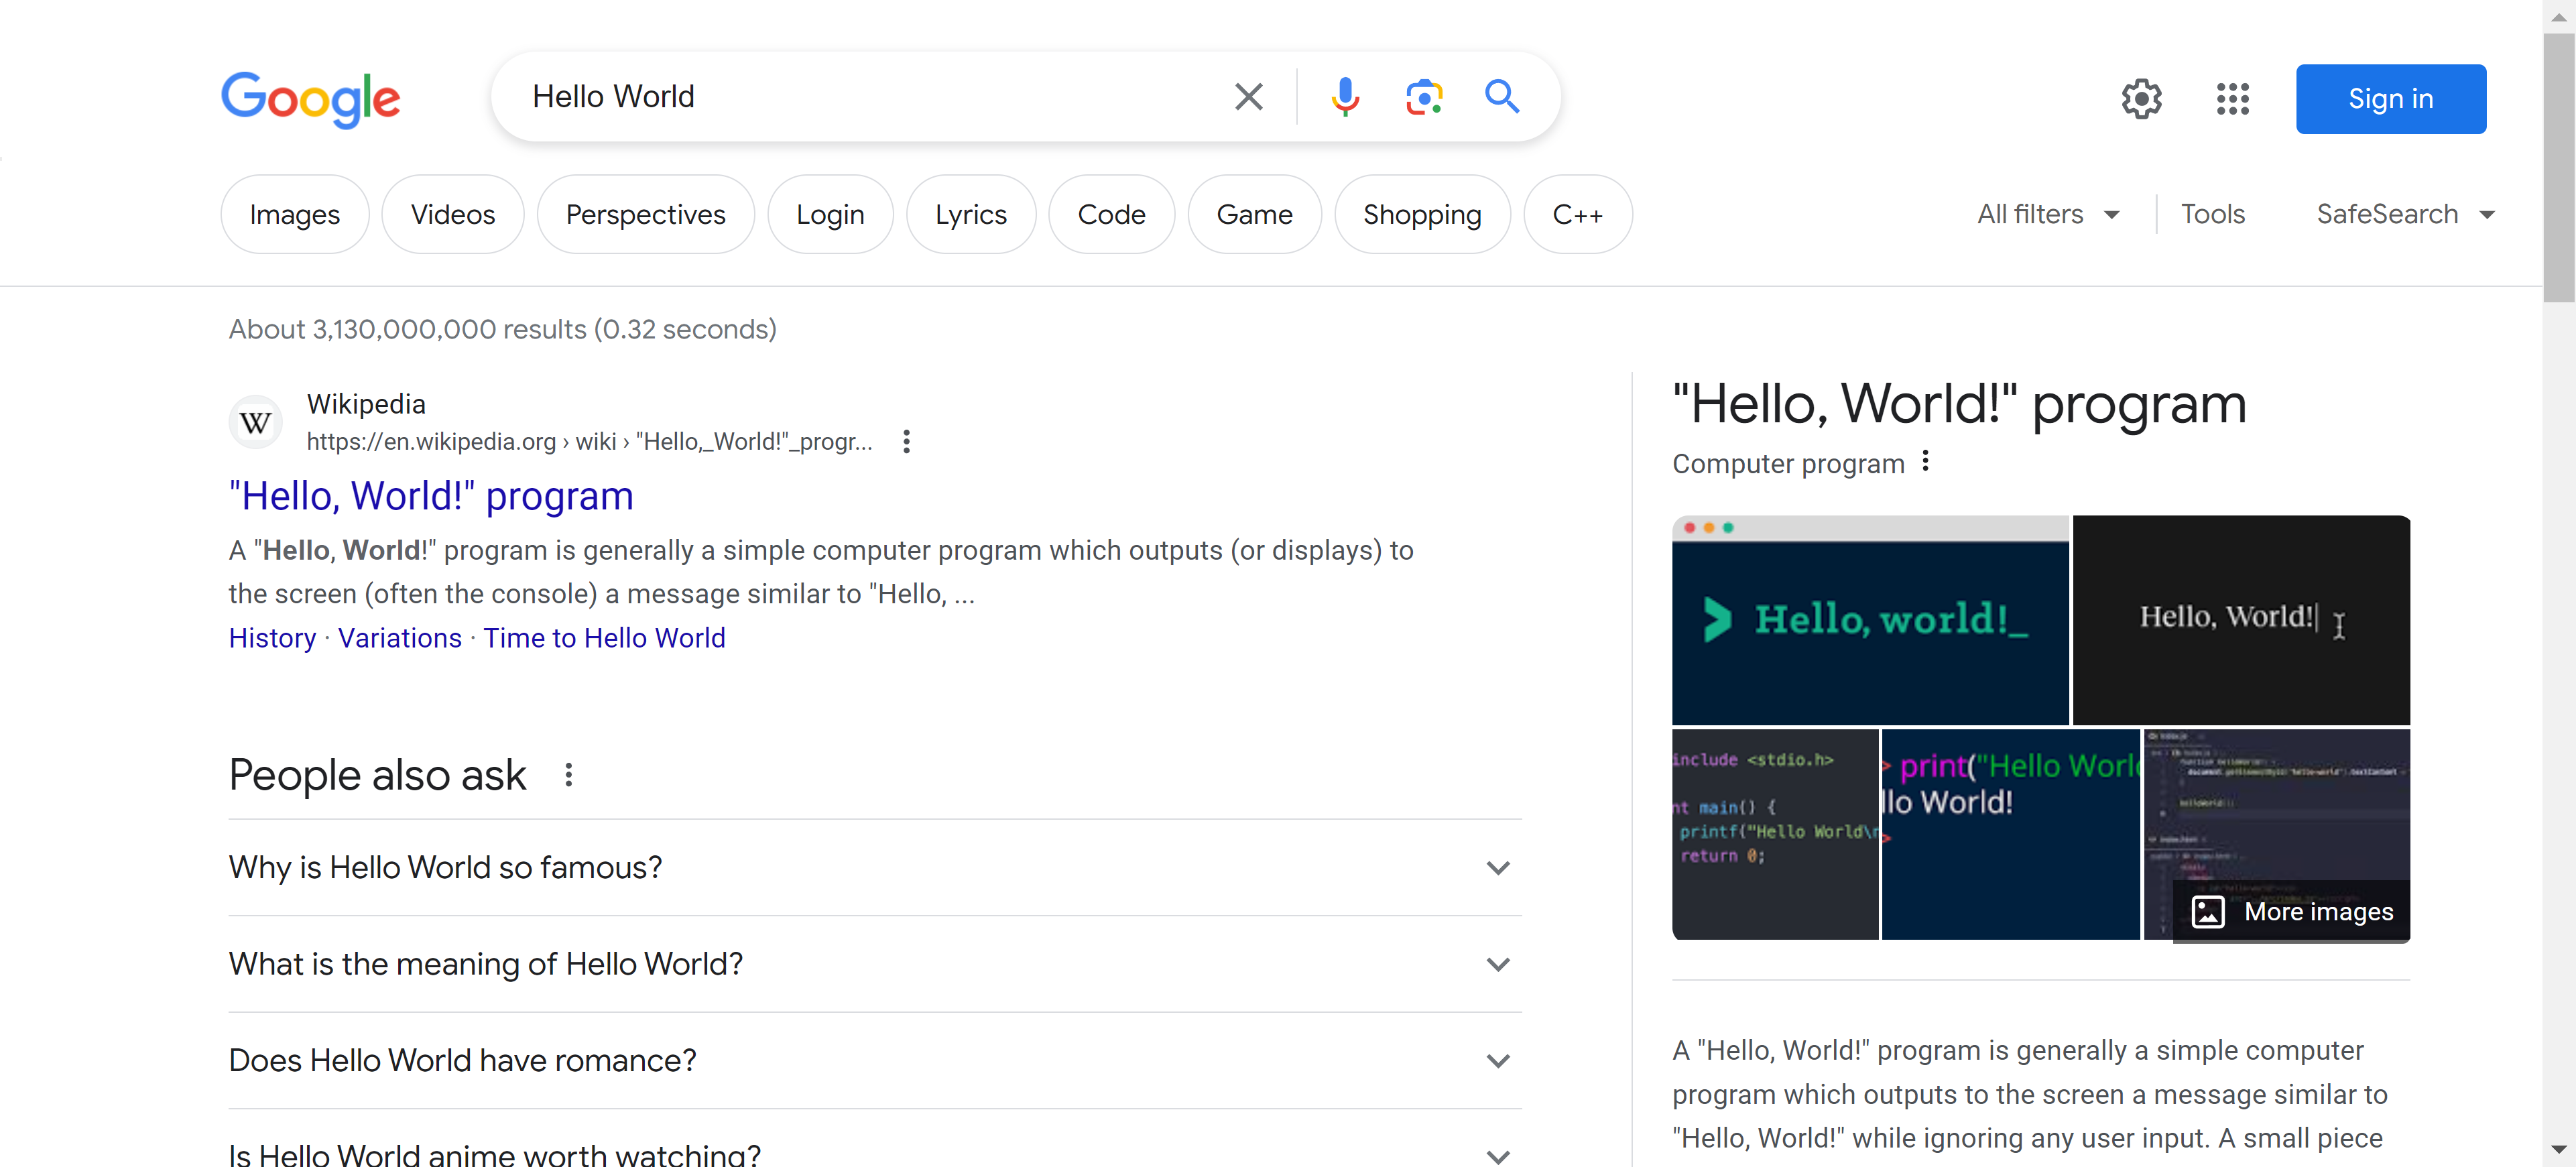 Google
Hello World
Sign in
Images
Videos
Perspectives
Login
Lyrics
Code
Game
Shopping
C++
All filters
Tools
SafeSearch
About 3,130,000,000 results (0.32 seconds)
W
Wikipedia
https://en.wikipedia.org › wiki › "Hello,_World!"_progr...
"Hello, World!" program
A "Hello, World!" program is generally a simple computer program which outputs (or displays) to
the screen (often the console) a message similar to "Hello, ...
History · Variations · Time to Hello World
People also ask
Why is Hello World so famous?
What is the meaning of Hello World?
Does Hello World have romance?
Is Hello World anime worth watching?
"Hello, World!" program
Computer program
> Hello, world!_
Hello, World!
include <stdio.h>
nt main() {
printf("Hello World\n
return 0;
> print("Hello World
llo World!
>
More images
A "Hello, World!" program is generally a simple computer
program which outputs to the screen a message similar to
"Hello, World!" while ignoring any user input. A small piece